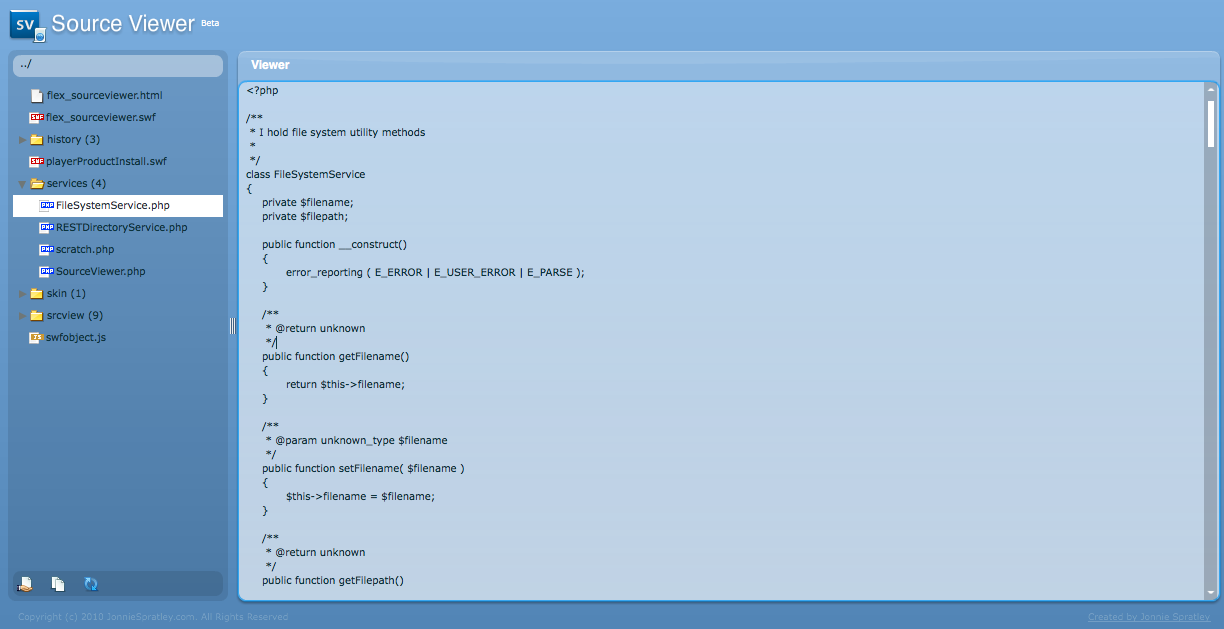 SV Source Viewer Beta
../
flex_sourceviewer.html
flex_sourceviewer.swf
history (3)
playerProductInstall.swf
services (4)
FileSystemService.php
RESTDirectoryService.php
scratch.php
SourceViewer.php
skin (1)
srcview (9)
swfobject.js
Viewer
<?php
/**
* I hold file system utility methods
*
*/
class FileSystemService
{
private $filename;
private $filepath;
public function __construct()
{
error_reporting ( E_ERROR | E_USER_ERROR | E_PARSE );
}
/**
* @return unknown
*/
public function getFilename()
{
return $this->filename;
}
/**
* @param unknown_type $filename
*/
public function setFilename( $filename )
{
$this->filename = $filename;
}
/**
* @return unknown
*/
public function getFilepath()
Copyright (c) 2010 JonnieSpratley.com. All Rights Reserved
Created by Jonnie Spratley